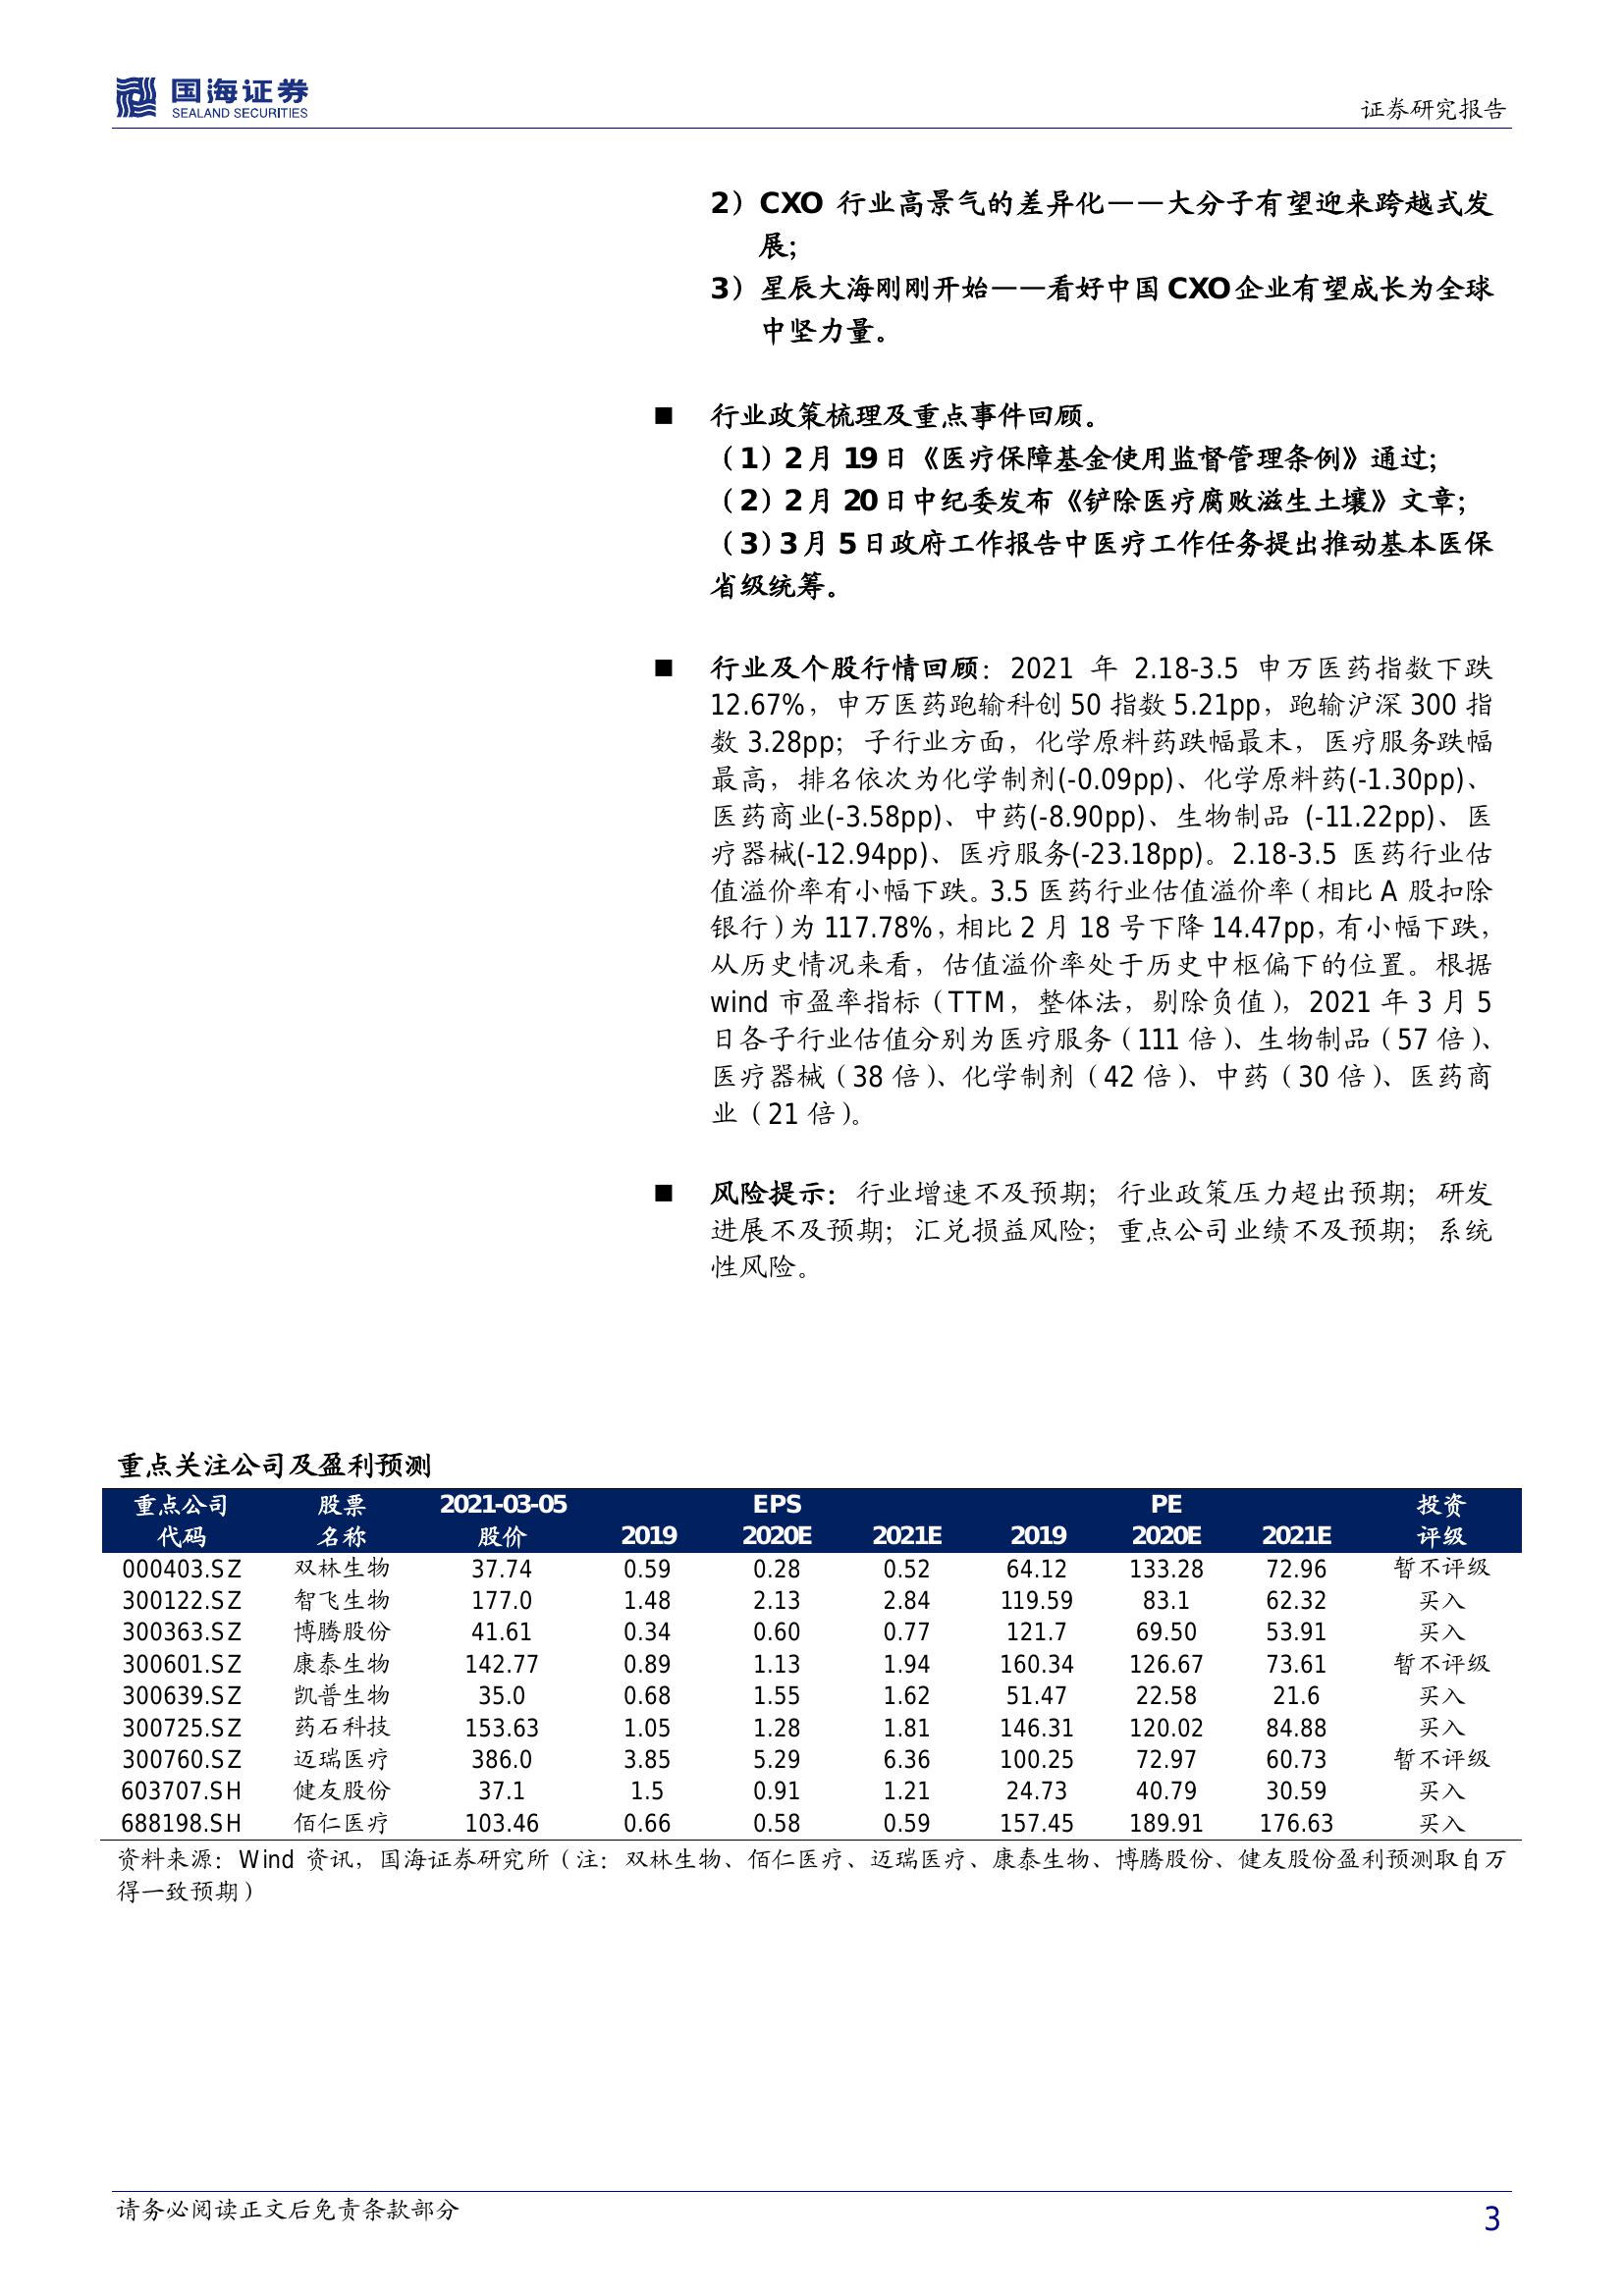 国海证券
SEALAND SECURITIES
证券研究报告
2）CXO 行业高景气的差异化——大分子有望迎来跨越式发
展；
3）星辰大海刚刚开始——看好中国 CXO 企业有望成长为全球
中坚力量。
■ 行业政策梳理及重点事件回顾。
（1）2 月 19 日《医疗保障基金使用监督管理条例》通过；
（2）2 月 20 日中纪委发布《铲除医疗腐败滋生土壤》文章；
（3）3 月 5 日政府工作报告中医疗工作任务提出推动基本医保
省级统筹。
■ 行业及个股行情回顾：2021 年 2.18-3.5 申万医药指数下跌
12.67%，申万医药跑输科创 50 指数 5.21pp，跑输沪深 300 指
数 3.28pp；子行业方面，化学原料药跌幅最末，医疗服务跌幅
最高，排名依次为化学制剂(-0.09pp)、化学原料药(-1.30pp)、
医药商业(-3.58pp)、中药(-8.90pp)、生物制品 (-11.22pp)、医
疗器械(-12.94pp)、医疗服务(-23.18pp)。2.18-3.5 医药行业估
值溢价率有小幅下跌。3.5 医药行业估值溢价率（相比 A 股扣除
银行）为 117.78%，相比 2 月 18 号下降 14.47pp，有小幅下跌，
从历史情况来看，估值溢价率处于历史中枢偏下的位置。根据
wind 市盈率指标（TTM，整体法，剔除负值），2021 年 3 月 5
日各子行业估值分别为医疗服务（111 倍）、生物制品（57 倍）、
医疗器械（38 倍）、化学制剂（42 倍）、中药（30 倍）、医药商
业（21 倍）。
■ 风险提示：行业增速不及预期；行业政策压力超出预期；研发
进展不及预期；汇兑损益风险；重点公司业绩不及预期；系统
性风险。
重点关注公司及盈利预测
重点公司 股票 2021-03-05 EPS PE 投资
代码 名称 股价 2019 2020E 2021E 2019 2020E 2021E 评级
000403.SZ 双林生物 37.74 0.59 0.28 0.52 64.12 133.28 72.96 暂不评级
300122.SZ 智飞生物 177.0 1.48 2.13 2.84 119.59 83.1 62.32 买入
300363.SZ 博腾股份 41.61 0.34 0.60 0.77 121.7 69.50 53.91 买入
300601.SZ 康泰生物 142.77 0.89 1.13 1.94 160.34 126.67 73.61 暂不评级
300639.SZ 凯普生物 35.0 0.68 1.55 1.62 51.47 22.58 21.6 买入
300725.SZ 药石科技 153.63 1.05 1.28 1.81 146.31 120.02 84.88 买入
300760.SZ 迈瑞医疗 386.0 3.85 5.29 6.36 100.25 72.97 60.73 暂不评级
603707.SH 健友股份 37.1 1.5 0.91 1.21 24.73 40.79 30.59 买入
688198.SH 佰仁医疗 103.46 0.66 0.58 0.59 157.45 189.91 176.63 买入
资料来源：Wind 资讯，国海证券研究所（注：双林生物、佰仁医疗、迈瑞医疗、康泰生物、博腾股份、健友股份盈利预测取自万
得一致预期）
请务必阅读正文后免责条款部分
3